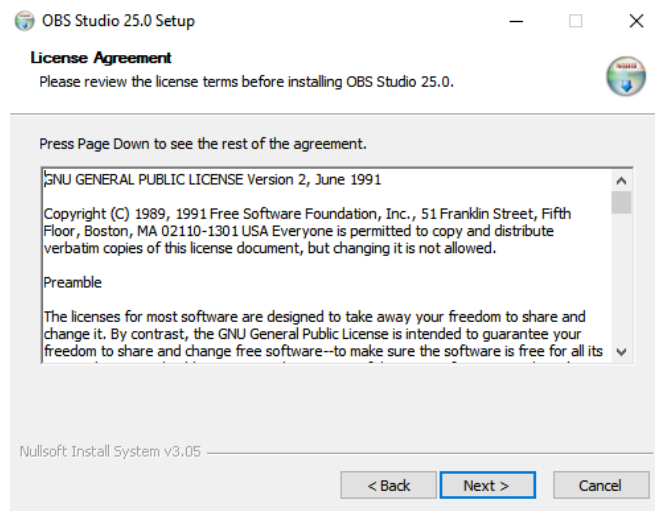 OBS Studio 25.0 Setup
License Agreement
Please review the license terms before installing OBS Studio 25.0.
Press Page Down to see the rest of the agreement.
GNU GENERAL PUBLIC LICENSE Version 2, June 1991
Copyright (C) 1989, 1991 Free Software Foundation, Inc., 51 Franklin Street, Fifth
Floor, Boston, MA 02110-1301 USA Everyone is permitted to copy and distribute
verbatim copies of this license document, but changing it is not allowed.
Preamble
The licenses for most software are designed to take away your freedom to share and
change it. By contrast, the GNU General Public License is intended to guarantee your
freedom to share and change free software--to make sure the software is free for all its
Nullsoft Install System v3.05
< Back
Next >
Cancel